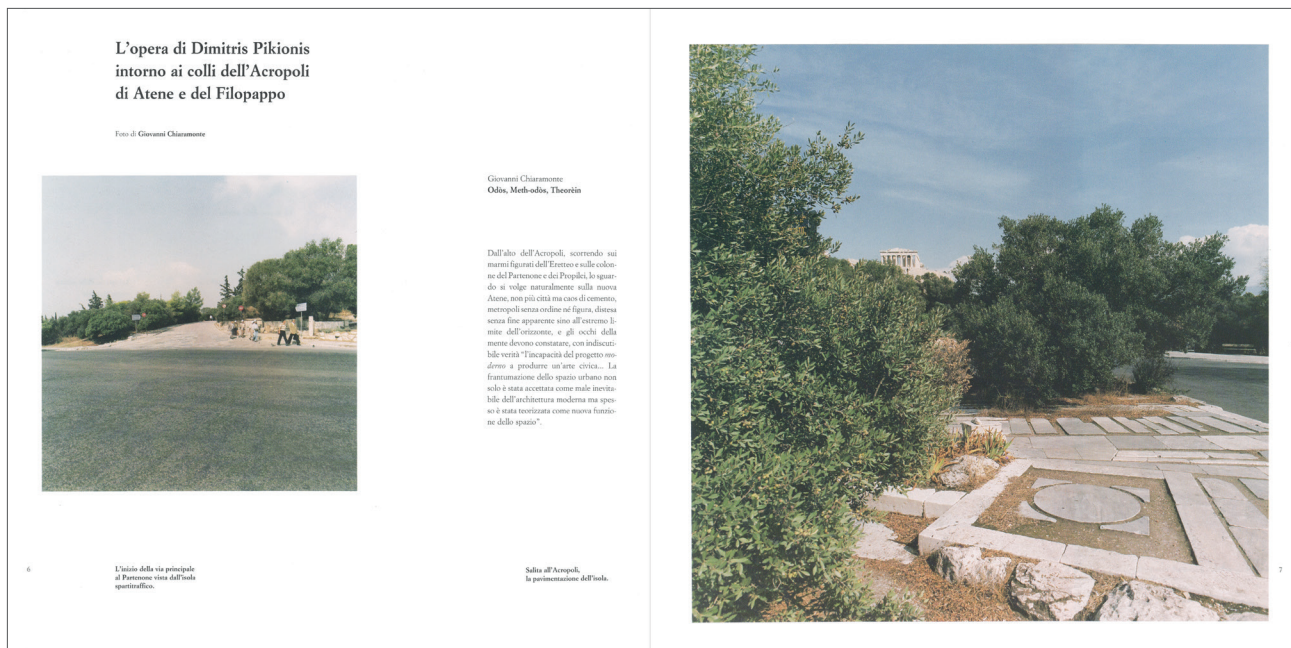 L'opera di Dimitris Pikionis
intorno ai colli dell'Acropoli
di Atene e del Filopappo
Foto di Giovanni Chiaramonte
Giovanni Chiaramonte
Odòs, Meth-odòs, Theorèin
Dall'alto dell'Acropoli, scorrendo sui
marmi figurati dell'Eretteo e sulle colon-
ne del Partenone e dei Propilei, lo sguar-
do si volge naturalmente sulla nuova
Atene, non più città ma caos di cemento,
metropoli senza ordine né figura, distesa
senza fine apparente sino all'estremo li-
mite dell'orizzonte, e gli occhi della
mente devono constatare, con indiscuti-
bile verità "l'incapacità del progetto mo-
derno a produrre un'arte civica... La
frantumazione dello spazio urbano non
solo è stata accettata come male inevita-
bile dell'architettura moderna ma spes-
so è stata teorizzata come nuova funzio-
ne dello spazio".
6
L'inizio della via principale
al Partenone vista dall'isola
spartitraffico.
Salita all'Acropoli,
la pavimentazione dell'isola.
7